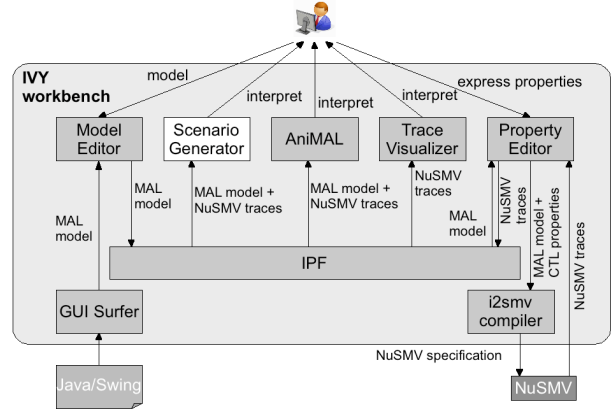 IVY
workbench
model
express properties
interpret
interpret
interpret
Model
Editor
Scenario
Generator
AniMAL
Trace
Visualizer
Property
Editor
MAL
model
MAL
model
MAL model +
NuSMV traces
MAL model +
NuSMV traces
NuSMV
traces
MAL
model
NuSMV
traces
MAL model +
CTL properties
NuSMV traces
IPF
GUI Surfer
i2smv
compiler
NuSMV specification
Java/Swing
NuSMV